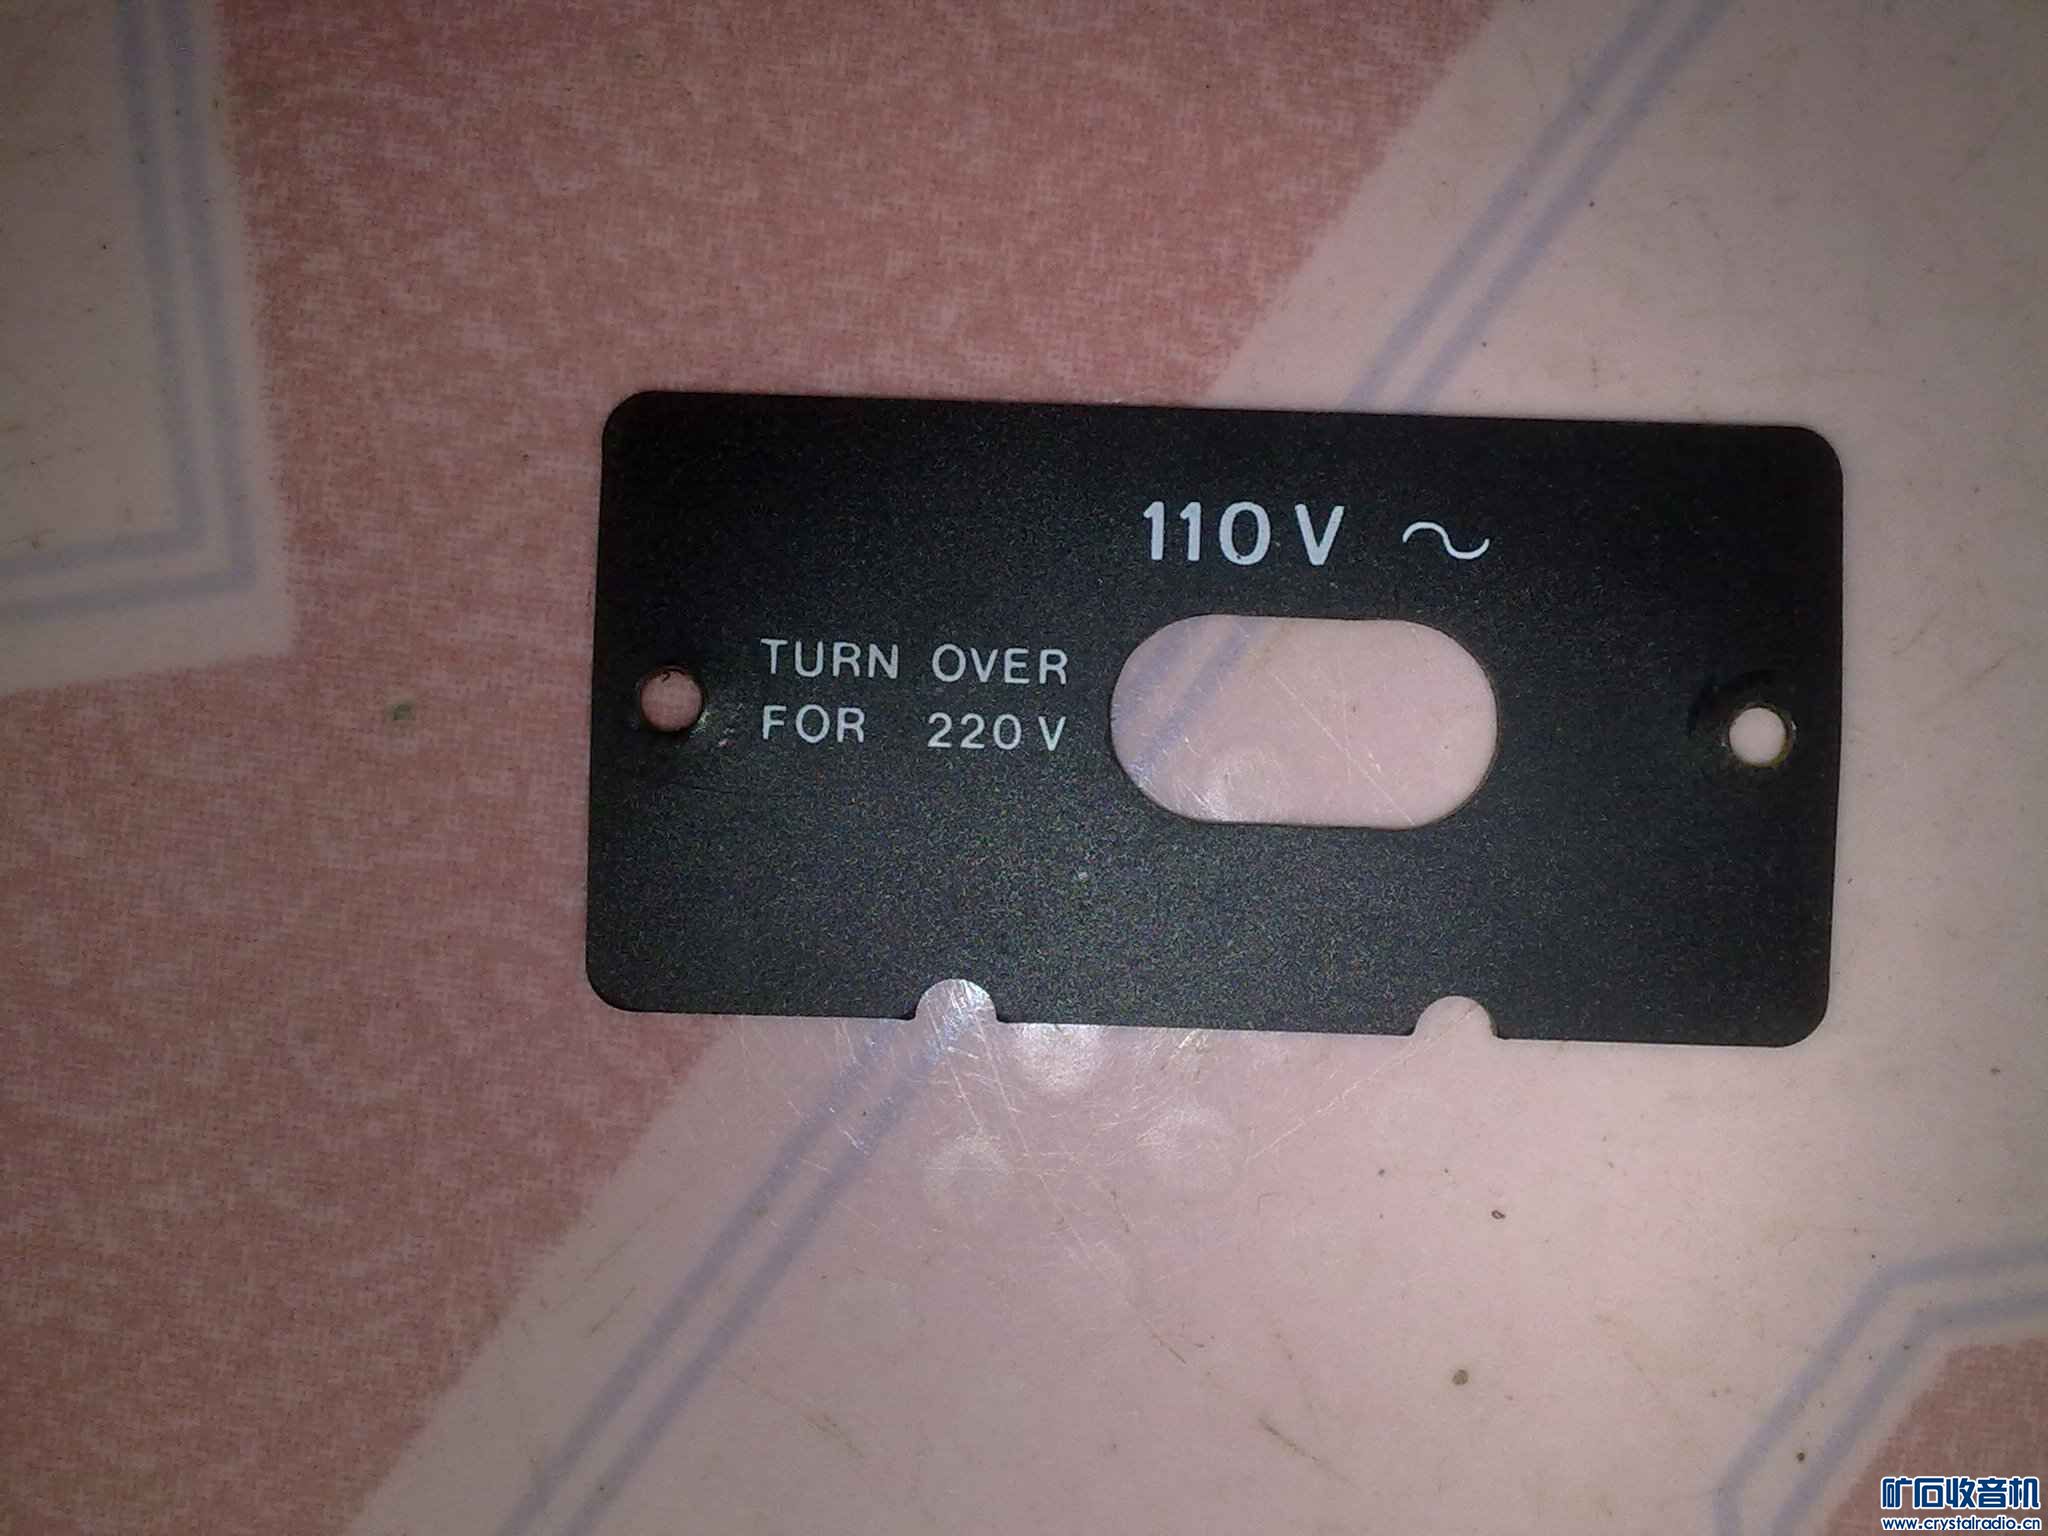 110V ~
TURN OVER
FOR 220V
矿石收音机
www.crystalradio.cn